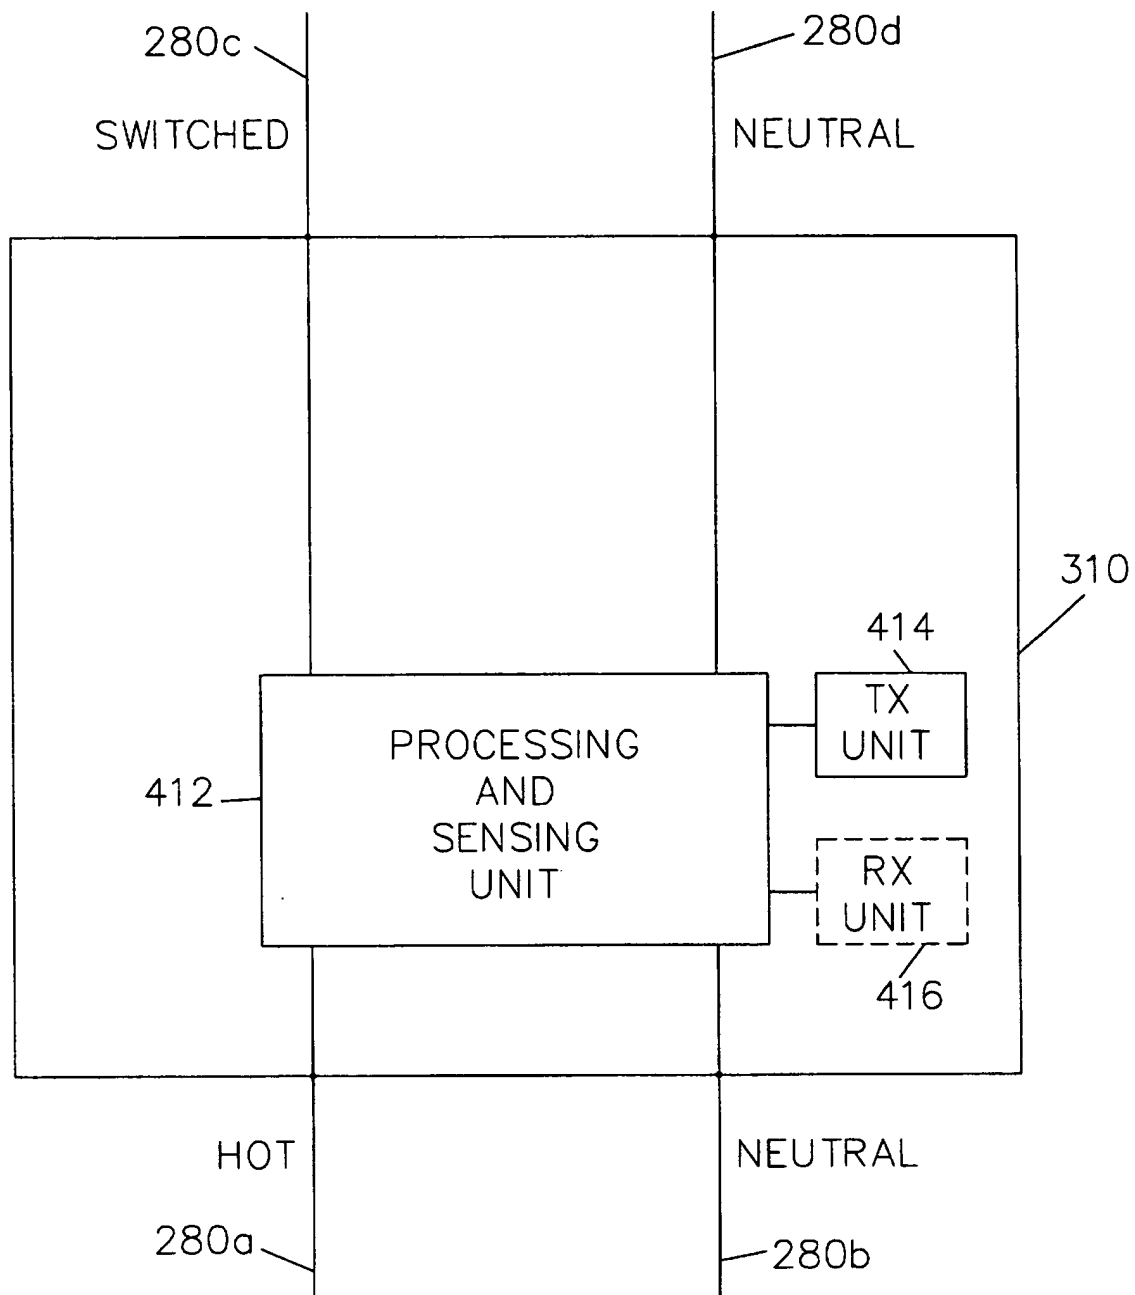 280c
280d
SWITCHED
NEUTRAL
310
414
TX
UNIT
PROCESSING
AND
SENSING
UNIT
412
RX
UNIT
416
HOT
NEUTRAL
280a
280b